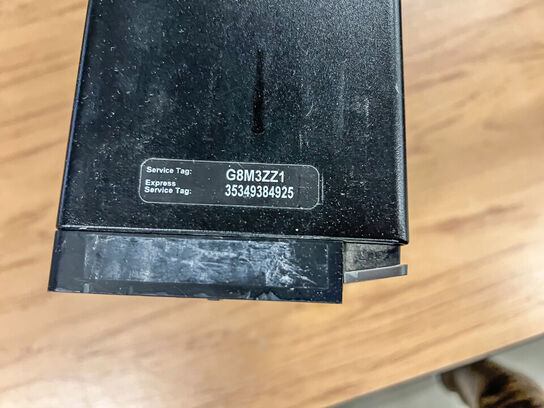 Service Tag: G8M3ZZ1
Express
Service Tag: 35349384925